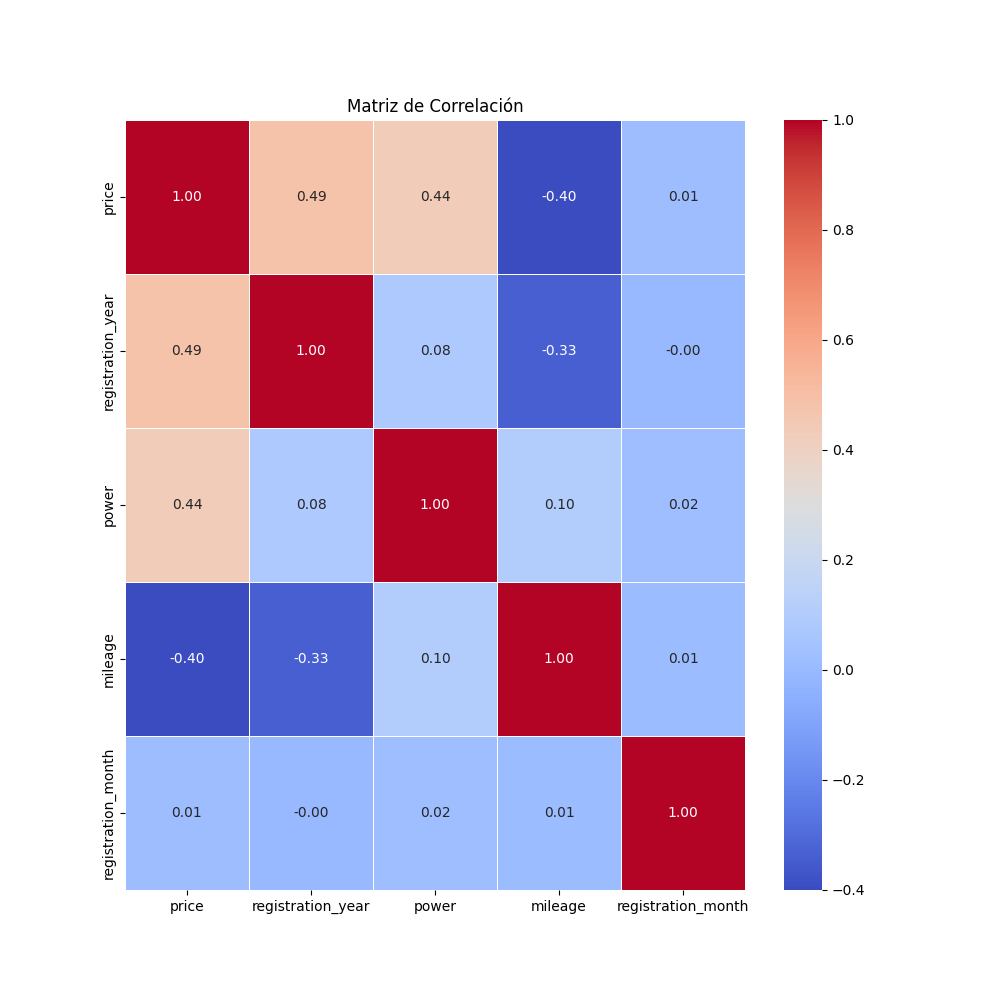 Matriz de Correlación
price 1.00 0.49 0.44 -0.40 0.01
registration_year 0.49 1.00 0.08 -0.33 -0.00
power 0.44 0.08 1.00 0.10 0.02
mileage -0.40 -0.33 0.10 1.00 0.01
registration_month 0.01 -0.00 0.02 0.01 1.00
price registration_year power mileage registration_month
1.0
0.8
0.6
0.4
0.2
0.0
−0.2
−0.4